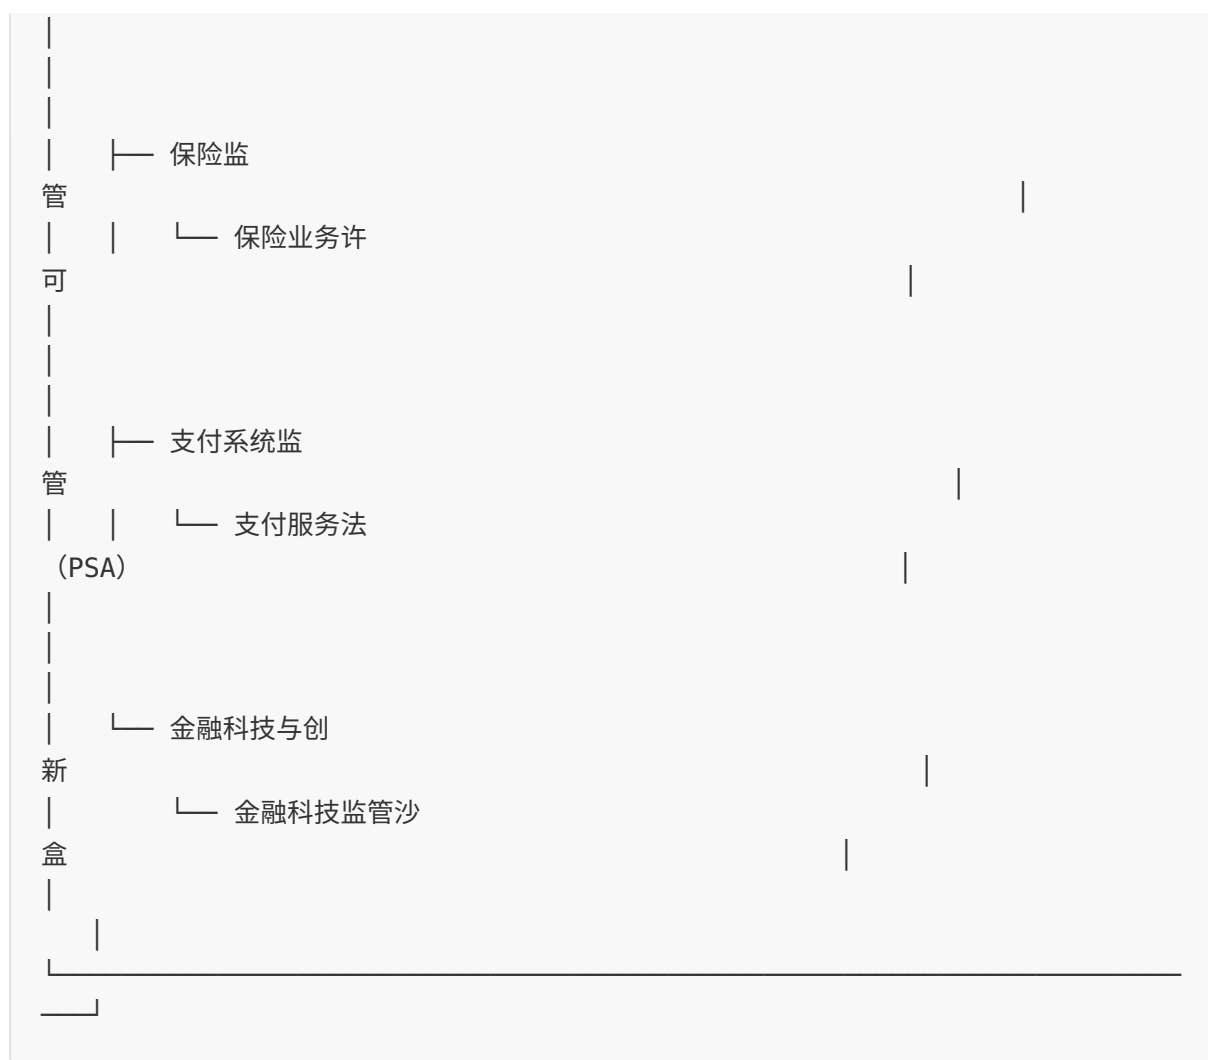 │
│
│
│   ├── 保险监
管                                                            │
│   │   └── 保险业务许
可                                                     │
│
│
│
│   ├── 支付系统监
管                                                        │
│   │   └── 支付服务法
（PSA）                                                │
│
│
│
│   └── 金融科技与创
新                                                      │
│       └── 金融科技监管沙
盒                                                 │
│
   │
└───────────────────────────────────────────────────────────────────────
───┘